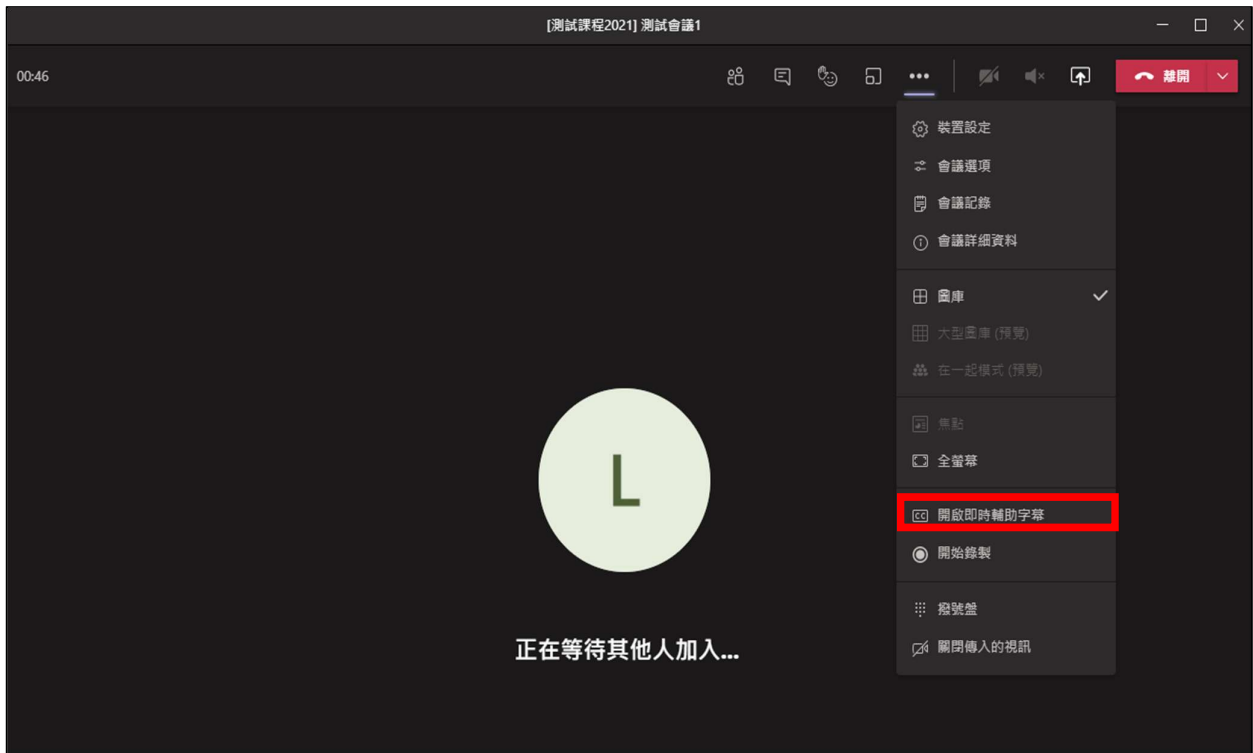 [測試課程2021] 測試會議1
00:46
離開
裝置設定
會議選項
會議記錄
會議詳細資料
圖庫
大型圖庫 (預覽)
在一起模式 (預覽)
焦點
全螢幕
CC 開啟即時輔助字幕
開始錄製
撥號盤
關閉傳入的視訊
L
正在等待其他人加入...